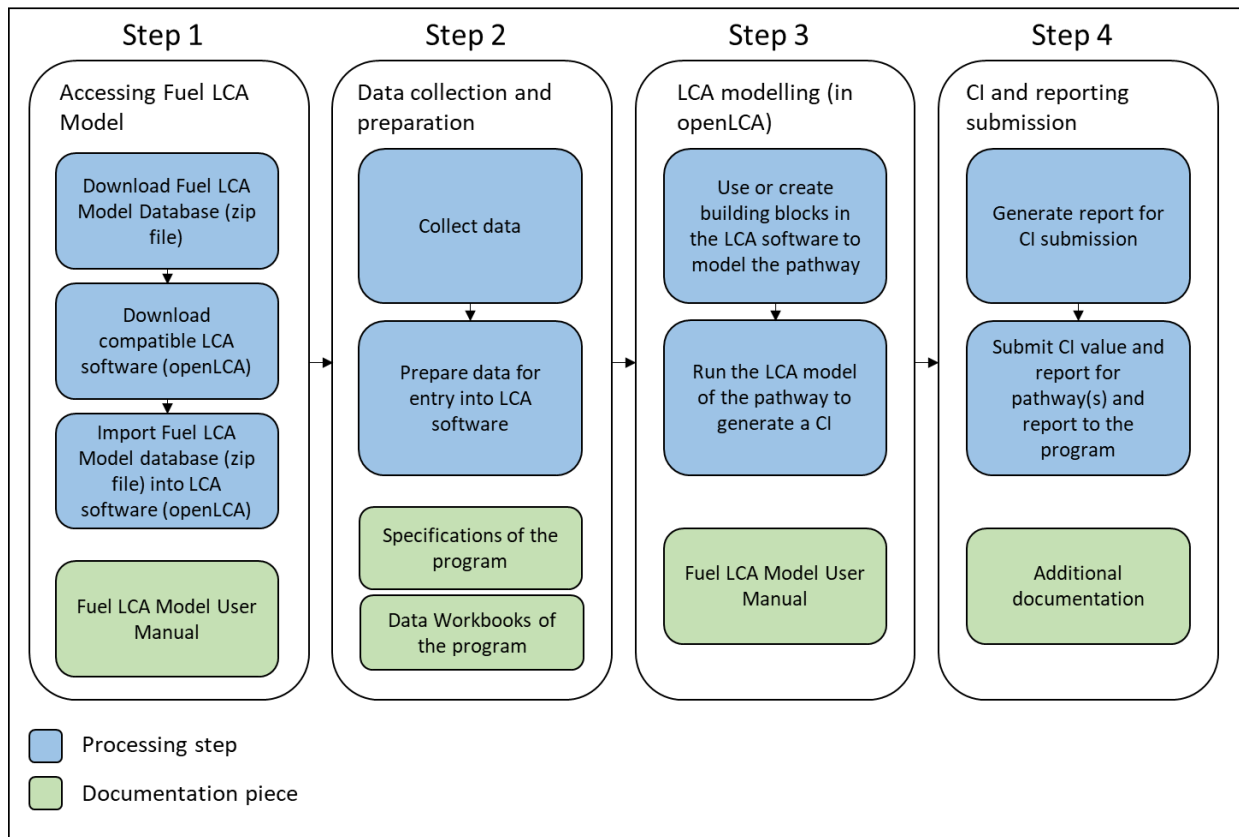 Step 1
Accessing Fuel LCA
Model
Download Fuel LCA
Model Database (zip
file)
Download
compatible LCA
software (openLCA)
Import Fuel LCA
Model database (zip
file) into LCA
software (openLCA)
Fuel LCA Model User
Manual
Step 2
Data collection and
preparation
Collect data
Prepare data for
entry into LCA
software
Specifications of the
program
Data Workbooks of
the program
Step 3
LCA modelling (in
openLCA)
Use or create
building blocks in
the LCA software to
model the pathway
Run the LCA model
of the pathway to
generate a CI
Fuel LCA Model User
Manual
Step 4
CI and reporting
submission
Generate report for
CI submission
Submit CI value and
report for
pathway(s) and
report to the
program
Additional
documentation
Processing step
Documentation piece